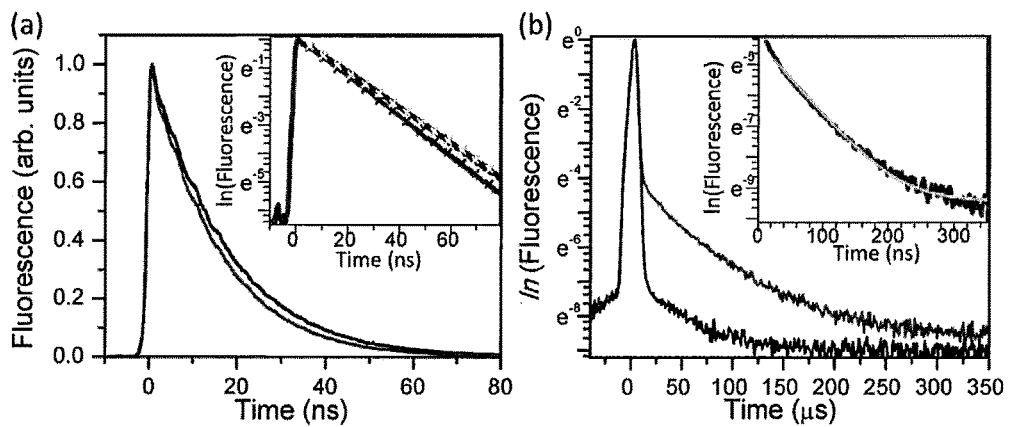 (a)
Fluorescence (arb. units)
1.0
0.8
0.6
0.4
0.2
0.0
0 20 40 60 80
Time (ns)
ln(Fluorescence)
e-1
e-3
e-5
0 20 40 60
Time (ns)
(b)
ln (Fluorescence)
e0
e-2
e-4
e-6
e-8
0 50 100 150 200 250 300 350
Time (μs)
ln(Fluorescence)
e-5
e-7
e-9
0 100 200 300
Time (ns)